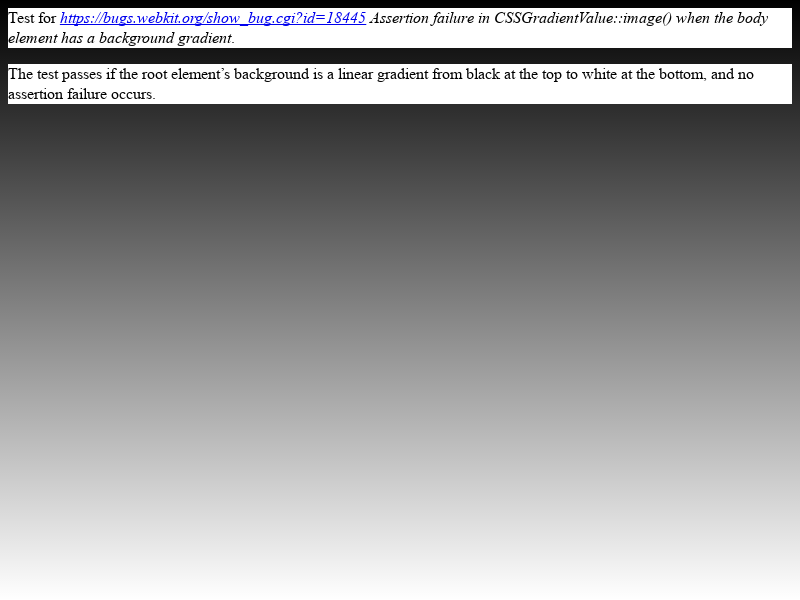 Test for https://bugs.webkit.org/show_bug.cgi?id=18445 Assertion failure in CSSGradientValue::image() when the body
element has a background gradient.
The test passes if the root element’s background is a linear gradient from black at the top to white at the bottom, and no
assertion failure occurs.